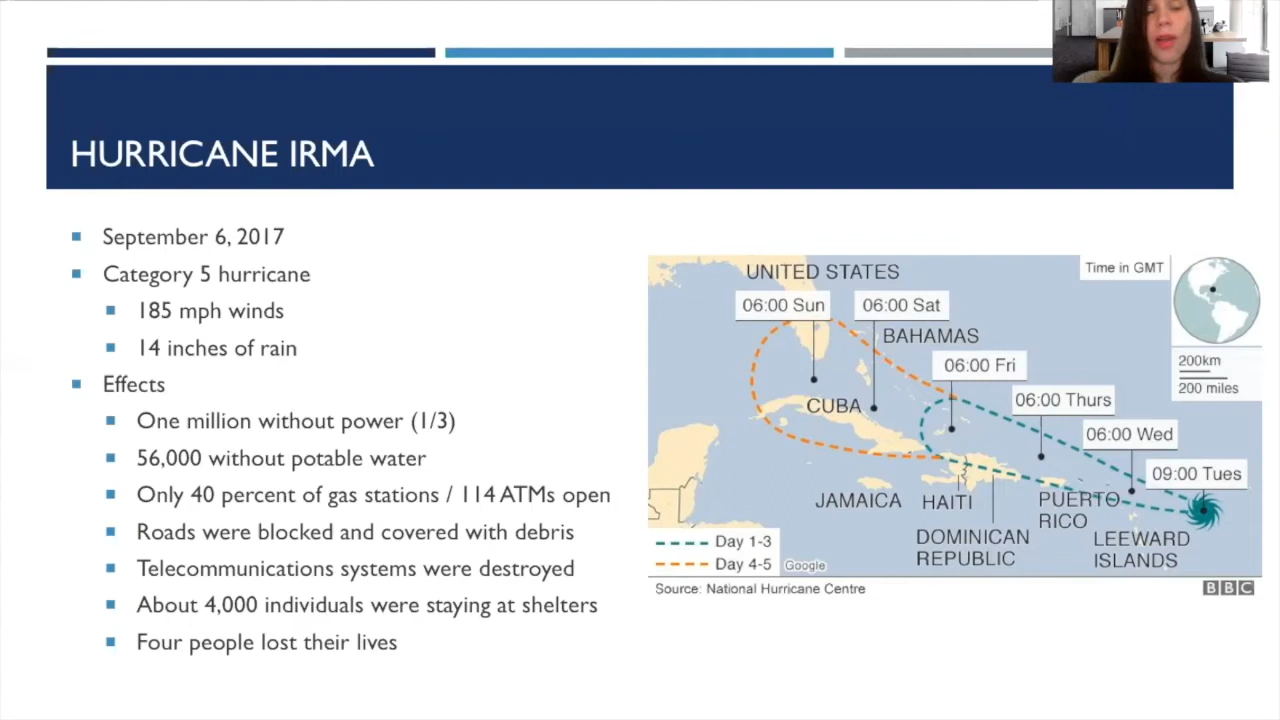 HURRICANE IRMA
September 6, 2017
Category 5 hurricane
185 mph winds
14 inches of rain
Effects
One million without power (1/3)
56,000 without potable water
Only 40 percent of gas stations / 114 ATMs open
Roads were blocked and covered with debris
Telecommunications systems were destroyed
About 4,000 individuals were staying at shelters
Four people lost their lives
UNITED STATES
Time in GMT
06:00 Sun
06:00 Sat
BAHAMAS
06:00 Fri
200km
200 miles
CUBA
06:00 Thurs
06:00 Wed
09:00 Tues
JAMAICA
HAITI
PUERTO
RICO
DOMINICAN
REPUBLIC
LEEWARD
ISLANDS
Day 1-3
Day 4-5
Google
Source: National Hurricane Centre
BBC